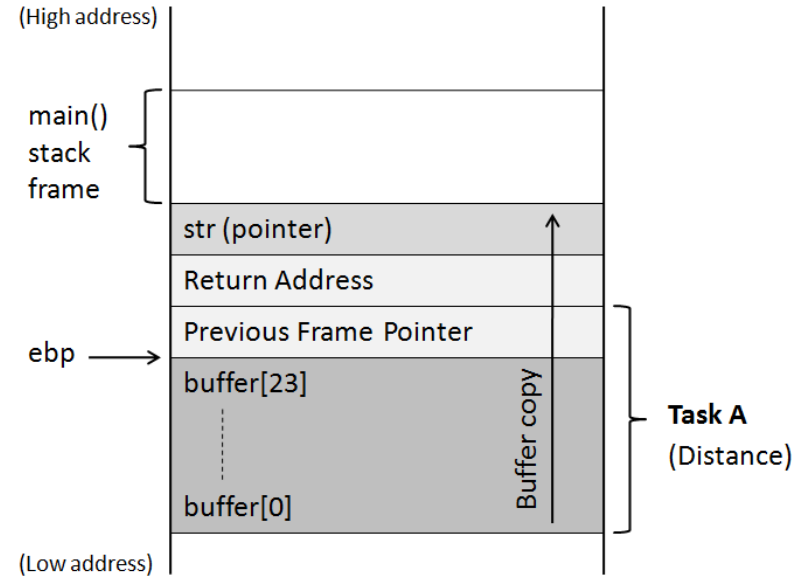 (High address)
main()
stack
frame
str (pointer)
Return Address
Previous Frame Pointer
ebp
buffer[23]
buffer[0]
Buffer copy
Task A
(Distance)
(Low address)